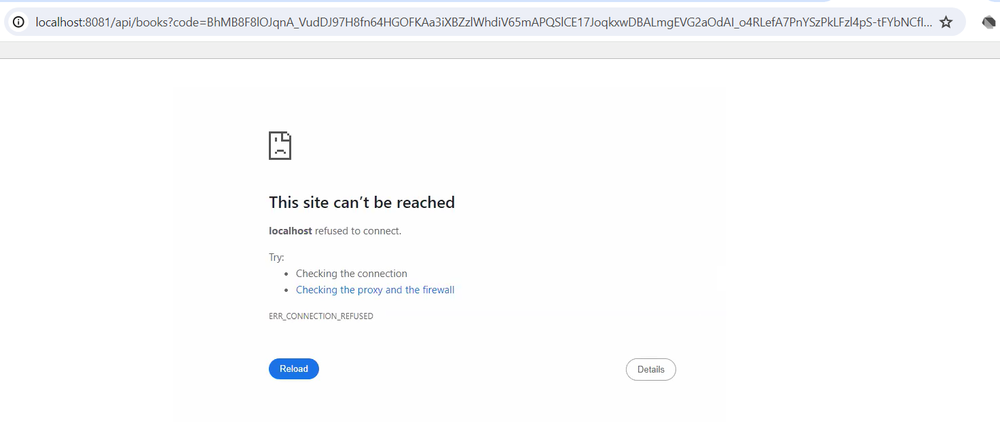 localhost:8081/api/books?code=BhMB8F8lOJqnA_VudDJ97H8fn64HGOFKAa3iXBZzlWhdiV65mAPQSlCE17JoqkxwDBALmgEVG2aOdAI_o4RLefA7PnYSzPkLFzl4pS-tFYbNCfI...
This site can't be reached
localhost refused to connect.
Try:
Checking the connection
Checking the proxy and the firewall
ERR_CONNECTION_REFUSED
Reload
Details